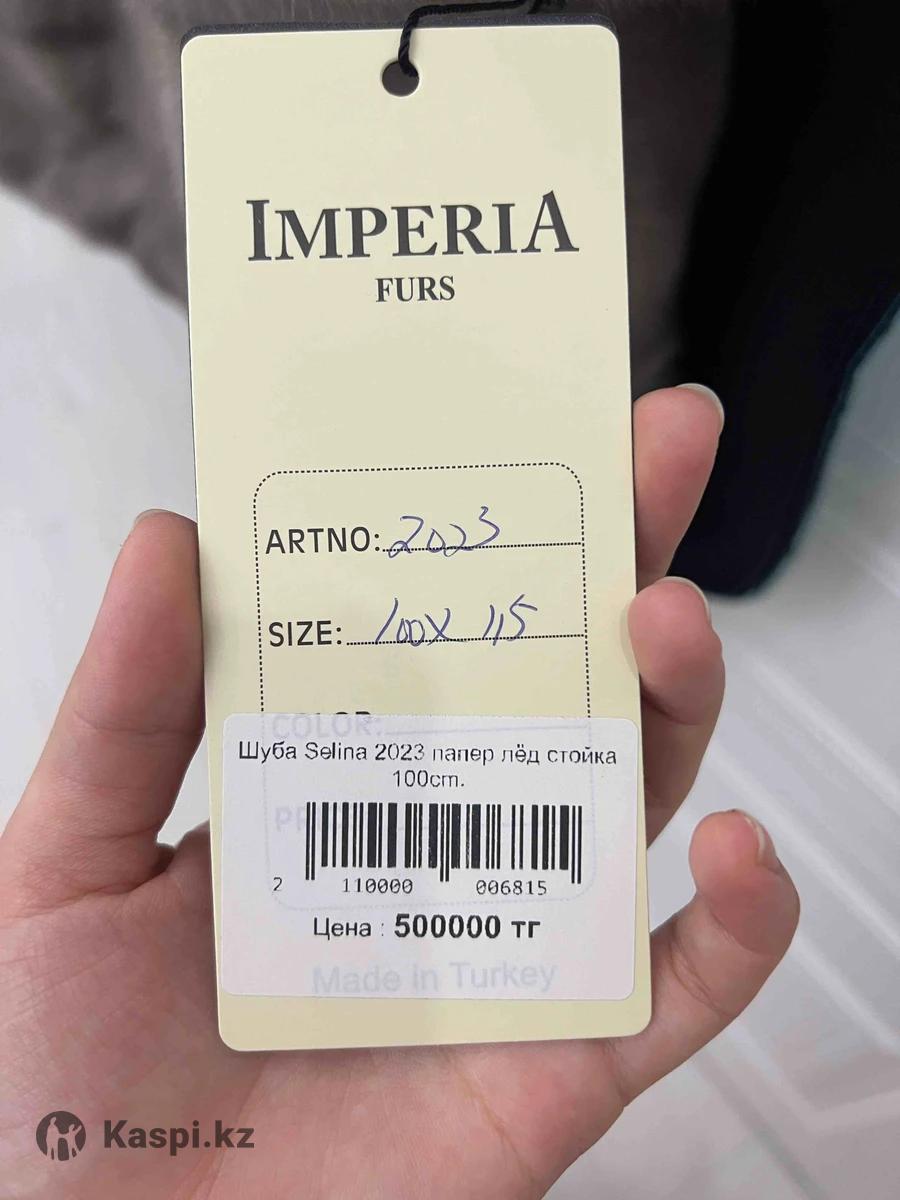 IMPERIA
FURS
ARTNO: 2023
SIZE: 100X 115
COLOR:
Шуба Selina 2023 папер лёд стойка
100cm.
2 110000 006815
Цена : 500000 тг
Made in Turkey
Kaspi.kz